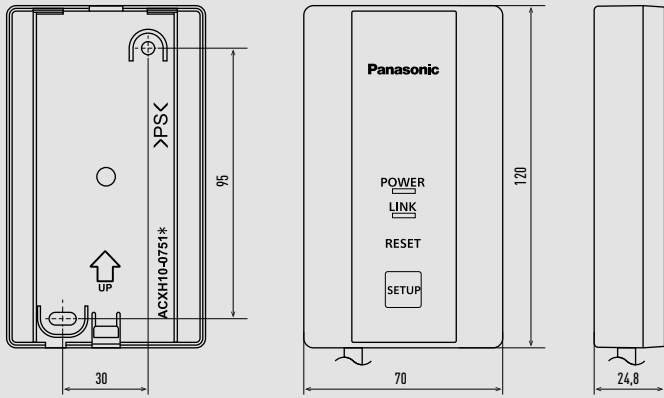 >PS<
ACXH10-0751*
UP
95
30
Panasonic
POWER
LINK
RESET
SETUP
120
70
24,8